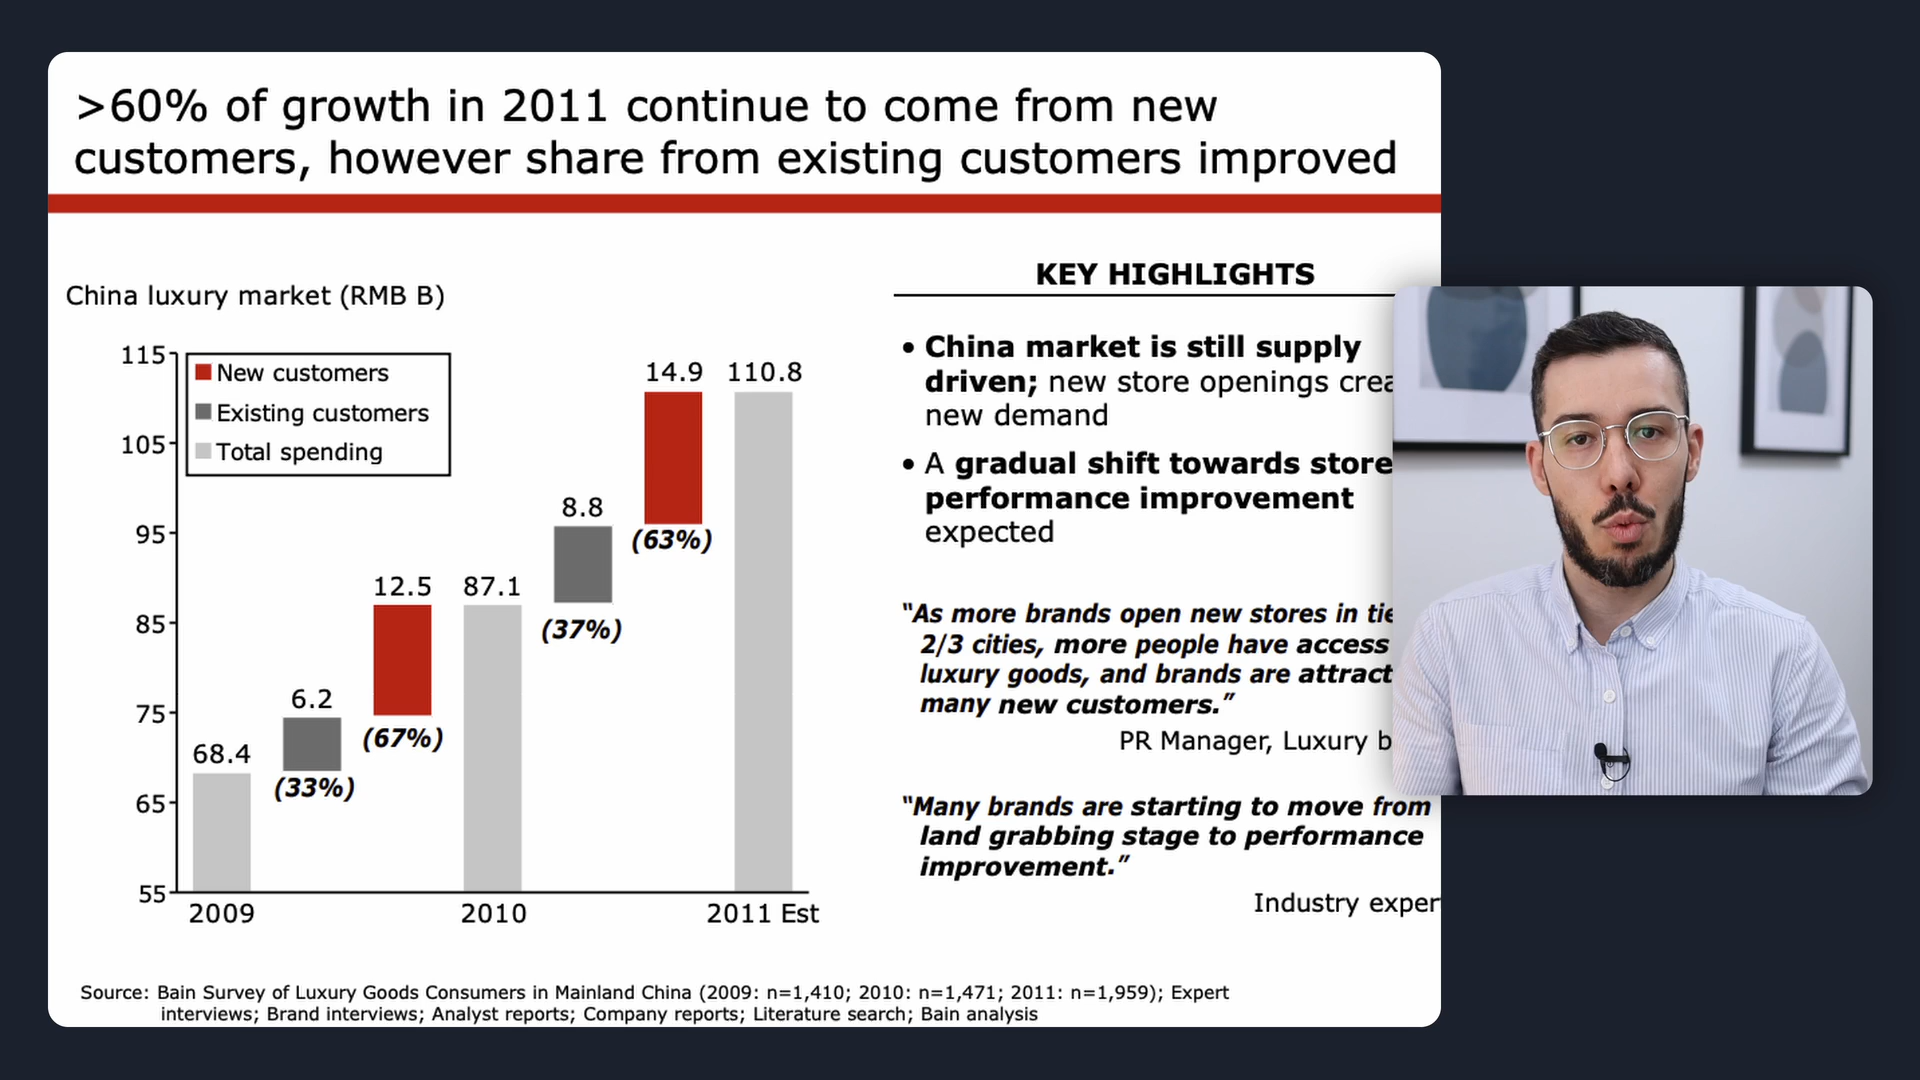 >60% of growth in 2011 continue to come from new
customers, however share from existing customers improved
China luxury market (RMB B)
115
105
95
85
75
65
55
New customers
Existing customers
Total spending
68.4
6.2
(33%)
12.5
(67%)
87.1
8.8
(37%)
14.9
(63%)
110.8
2009
2010
2011 Est
KEY HIGHLIGHTS
• China market is still supply
driven; new store openings
new demand
• A gradual shift towards store
performance improvement
expected
“As more brands open new stores in
2/3 cities, more people have access
luxury goods, and brands are
many new customers.”
PR Manager, Luxury
“Many brands are starting to move from
land grabbing stage to performance
improvement.”
Industry
Source: Bain Survey of Luxury Goods Consumers in Mainland China (2009: n=1,410; 2010: n=1,471; 2011: n=1,959); Expert
interviews; Brand interviews; Analyst reports; Company reports; Literature search; Bain analysis